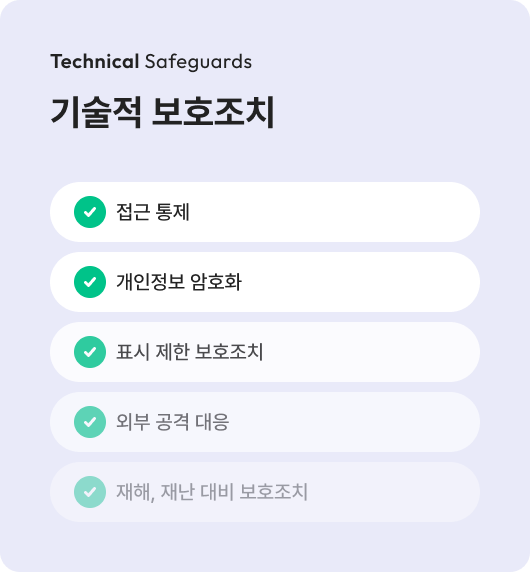 Technical Safeguards
기술적 보호조치
접근 통제
개인정보 암호화
표시 제한 보호조치
외부 공격 대응
재해, 재난 대비 보호조치